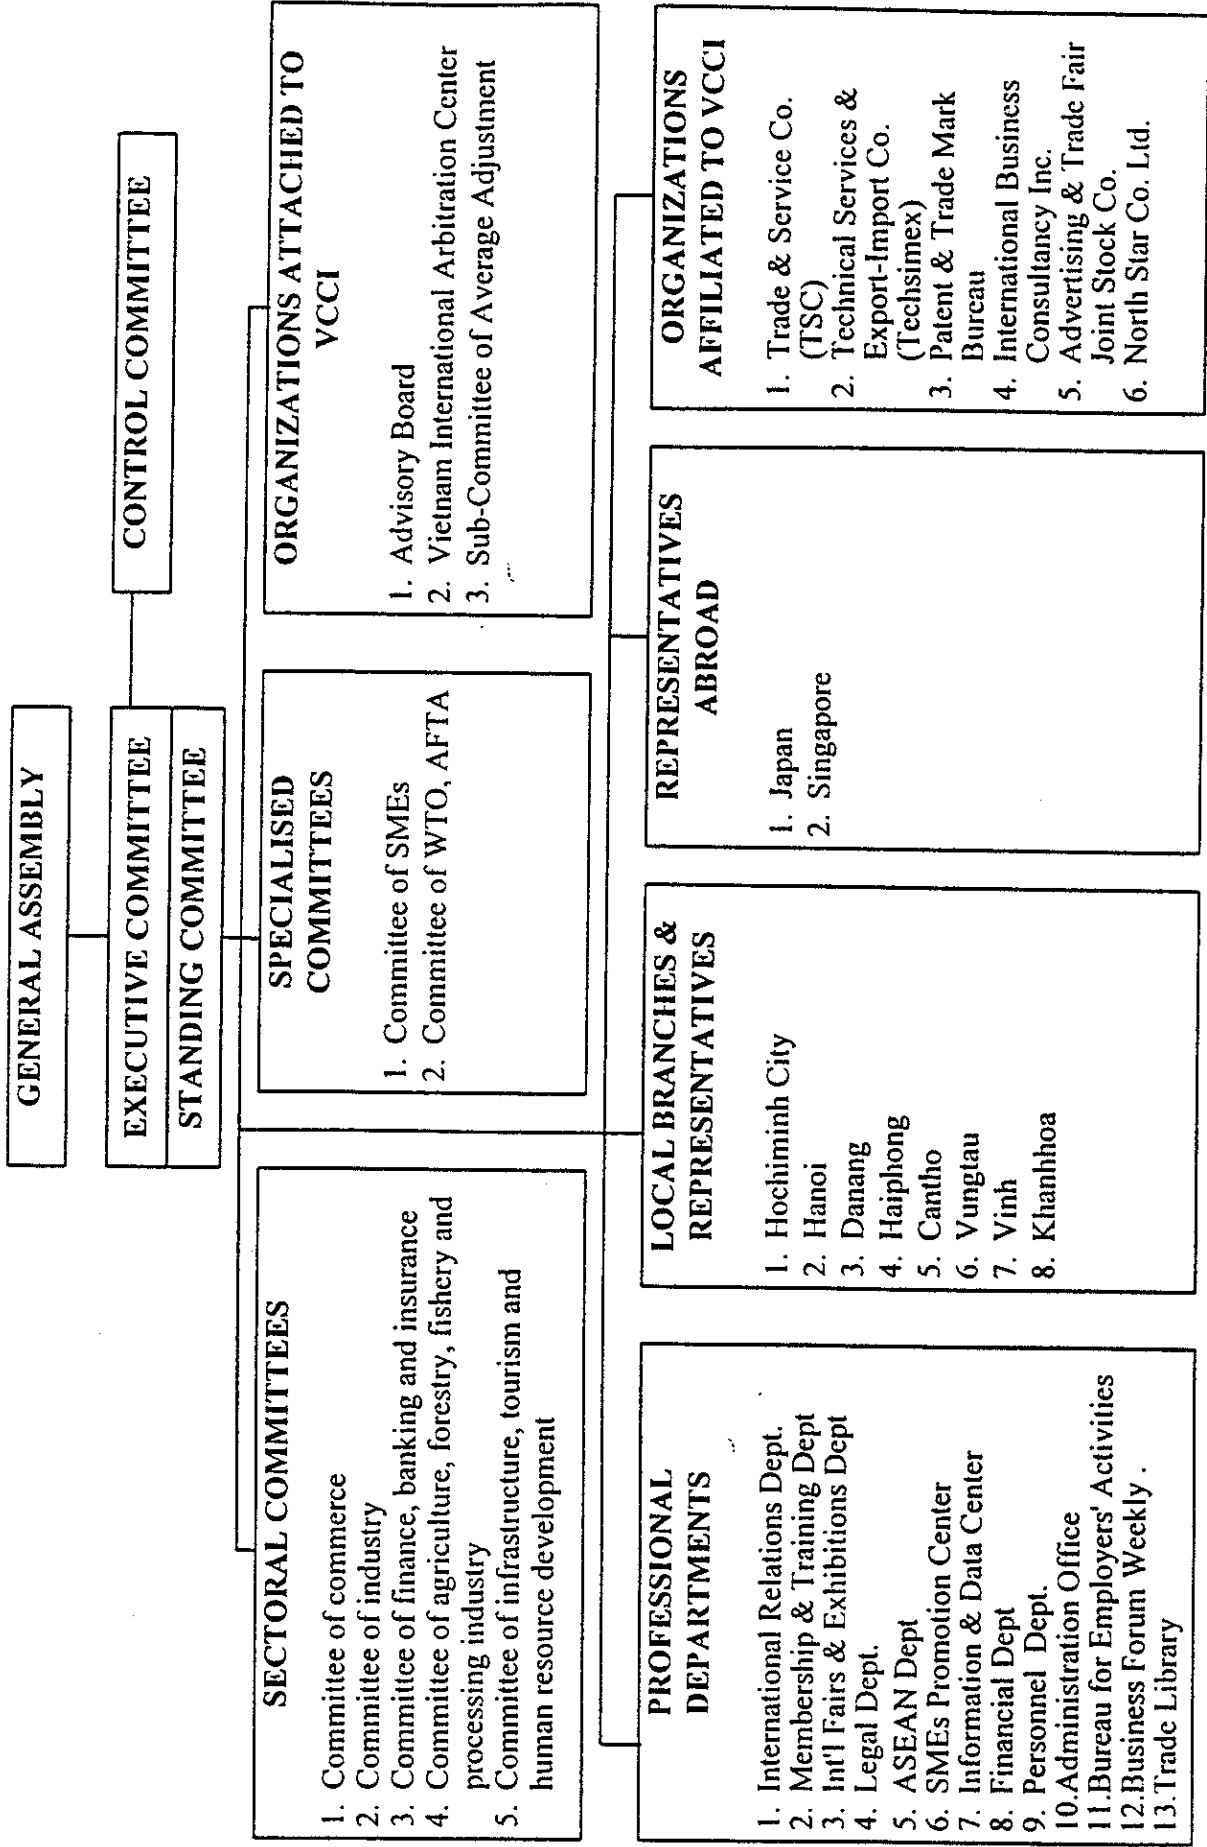 GENERAL ASSEMBLY
EXECUTIVE COMMITTEE
STANDING COMMITTEE
CONTROL COMMITTEE
SECTORAL COMMITTEES
1. Committee of commerce
2. Committee of industry
3. Committee of finance, banking and insurance
4. Committee of agriculture, forestry, fishery and
processing industry
5. Committee of infrastructure, tourism and
human resource development
SPECIALISED
COMMITTEES
1. Committee of SMEs
2. Committee of WTO, AFTA
ORGANIZATIONS ATTACHED TO
VCCI
1. Advisory Board
2. Vietnam International Arbitration Center
3. Sub-Committee of Average Adjustment
PROFESSIONAL
DEPARTMENTS
1. International Relations Dept.
2. Membership & Training Dept
3. Int'l Fairs & Exhibitions Dept
4. Legal Dept.
5. ASEAN Dept
6. SMEs Promotion Center
7. Information & Data Center
8. Financial Dept
9. Personnel Dept.
10.Administration Office
11.Bureau for Employers' Activities
12.Business Forum Weekly .
13.Trade Library
LOCAL BRANCHES &
REPRESENTATIVES
1. Hochiminh City
2. Hanoi
3. Danang
4. Haiphong
5. Cantho
6. Vungtau
7. Vinh
8. Khanhhoa
REPRESENTATIVES
ABROAD
1. Japan
2. Singapore
ORGANIZATIONS
AFFILIATED TO VCCI
1. Trade & Service Co.
(TSC)
2. Technical Services &
Export-Import Co.
(Techsimex)
3. Patent & Trade Mark
Bureau
4. International Business
Consultancy Inc.
5. Advertising & Trade Fair
Joint Stock Co.
6. North Star Co. Ltd.